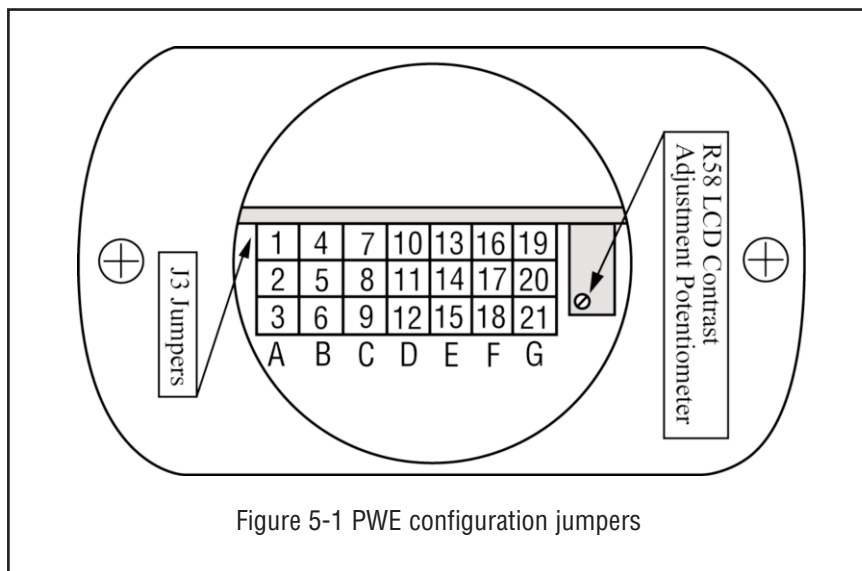 R58 LCD Contrast
Adjustment Potentiometer
J3 Jumpers
1 4 7 10 13 16 19
2 5 8 11 14 17 20
3 6 9 12 15 18 21
A B C D E F G
Figure 5-1 PWE configuration jumpers